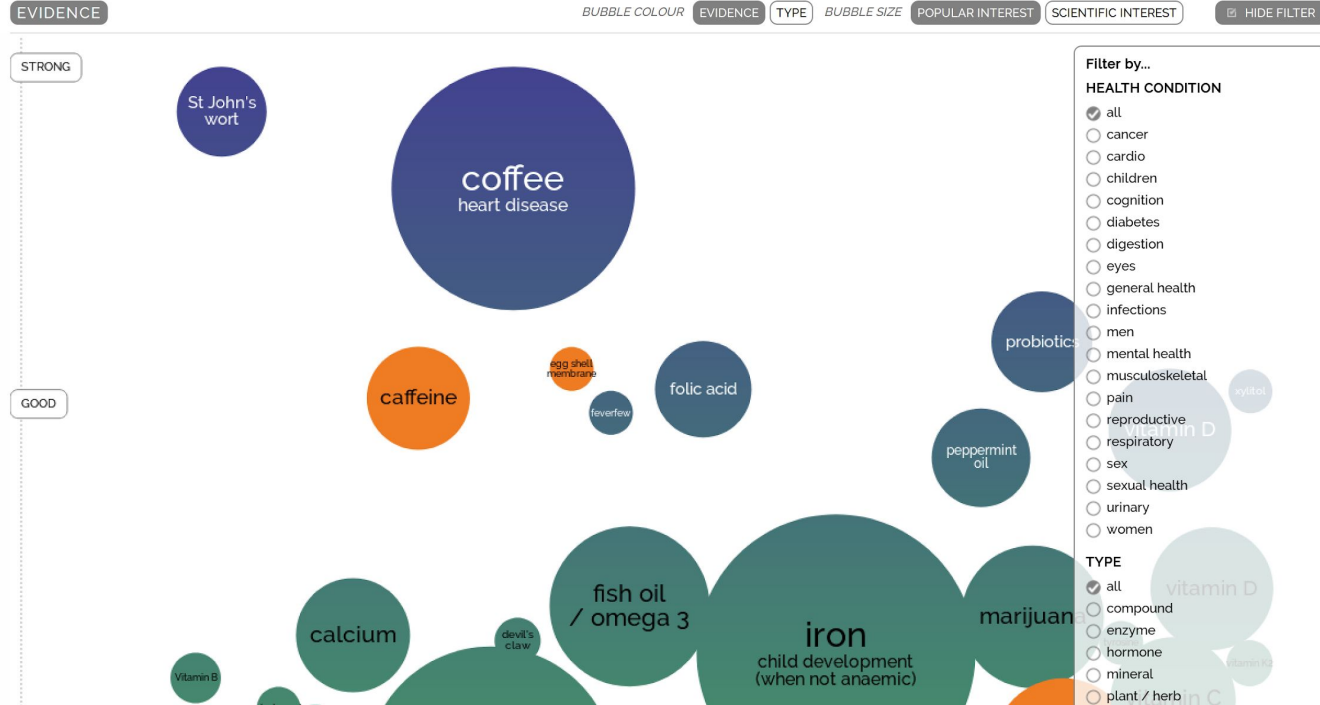 EVIDENCE
BUBBLE COLOUR EVIDENCE TYPE BUBBLE SIZE POPULAR INTEREST SCIENTIFIC INTEREST HIDE FILTER
STRONG
St John's
wort
coffee
heart disease
probiotics
caffeine
egg shell
membrane
feverfew
folic acid
GOOD
peppermint
oil
xylitol
vitamin D
fish oil
/ omega 3
calcium
devil's
claw
iron
child development
(when not anaemic)
marijuana
Vitamin B
vitamin D
vitamin K2
vitamin C
Filter by...
HEALTH CONDITION
all
cancer
cardio
children
cognition
diabetes
digestion
eyes
general health
infections
men
mental health
musculoskeletal
pain
reproductive
respiratory
sex
sexual health
urinary
women
TYPE
all
compound
enzyme
hormone
mineral
plant / herb